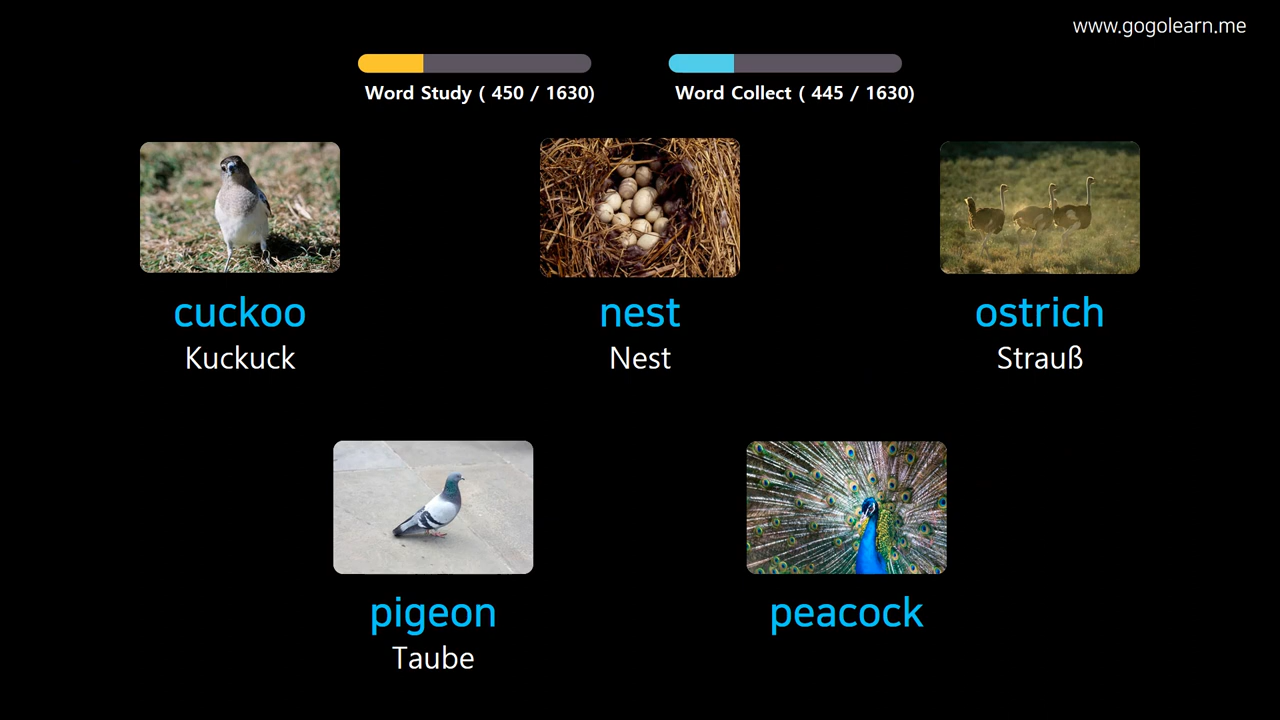 www.gogolearn.me
Word Study ( 450 / 1630)
Word Collect ( 445 / 1630)
cuckoo
Kuckuck
nest
Nest
ostrich
Strauß
pigeon
Taube
peacock